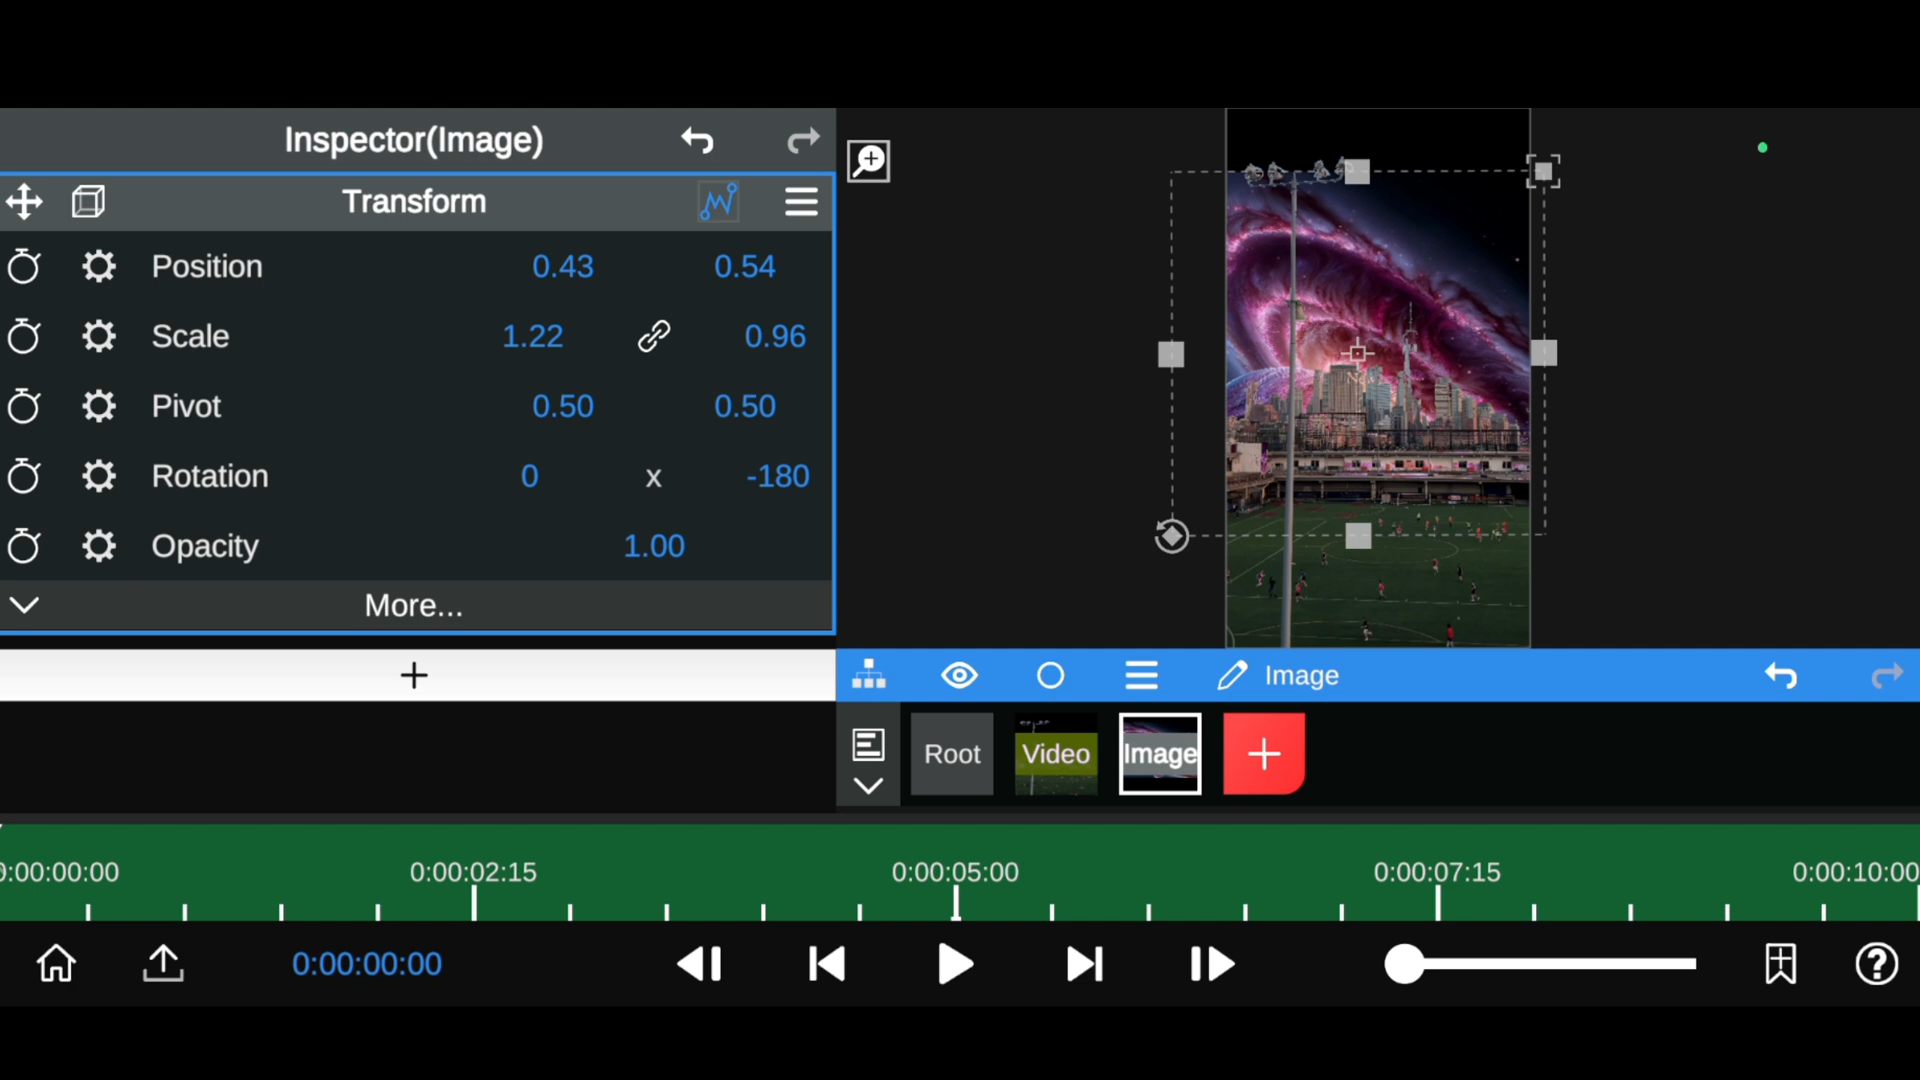 Inspector(Image)
Transform
Position 0.43 0.54
Scale 1.22 0.96
Pivot 0.50 0.50
Rotation 0 x -180
Opacity 1.00
More...
Image
Root Video Image
0:00:00:00 0:00:02:15 0:00:05:00 0:00:07:15 0:00:10:00
0:00:00:00